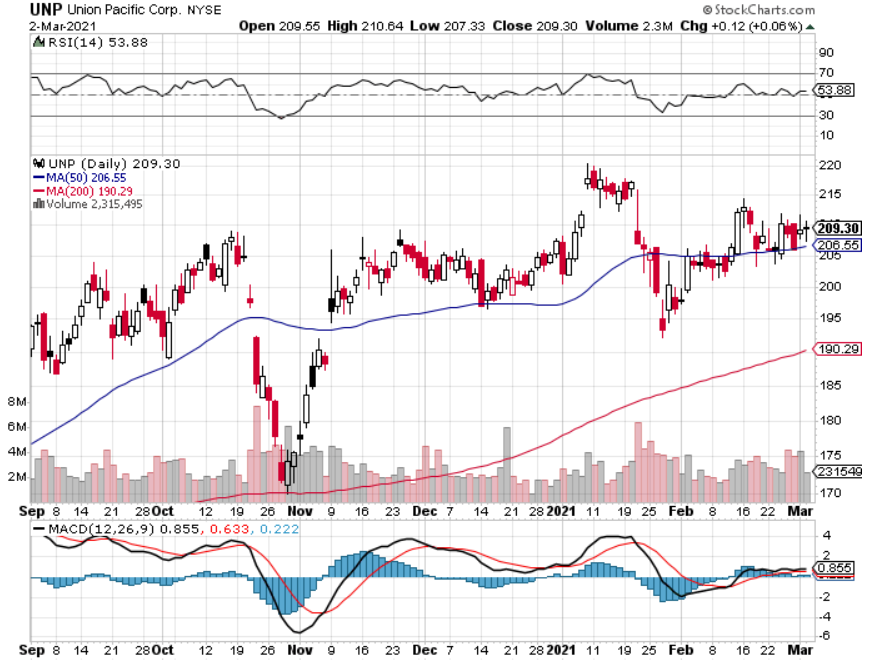 UNP Union Pacific Corp. NYSE © StockCharts.com
2-Mar-2021 Open 209.55 High 210.64 Low 207.33 Close 209.30 Volume 2.3M Chg +0.12 (+0.06%)
RSI(14) 53.88
90
70
53.88
30
10
UNP (Daily) 209.30
MA(50) 206.55
MA(200) 190.29
Volume 2,315,495
220
215
209.30
206.55
205
200
195
190.29
185
180
175
170
8M
6M
4M
2M
231549
Sep 8 14 21 28 Oct 12 19 26 Nov 9 16 23 Dec 7 14 21 28 2021 11 19 25 Feb 8 16 22 Mar
MACD(12,26,9) 0.855, 0.633, 0.222
4
2
0.855
-2
-4
-6
Sep 8 14 21 28 Oct 12 19 26 Nov 9 16 23 Dec 7 14 21 28 2021 11 19 25 Feb 8 16 22 Mar